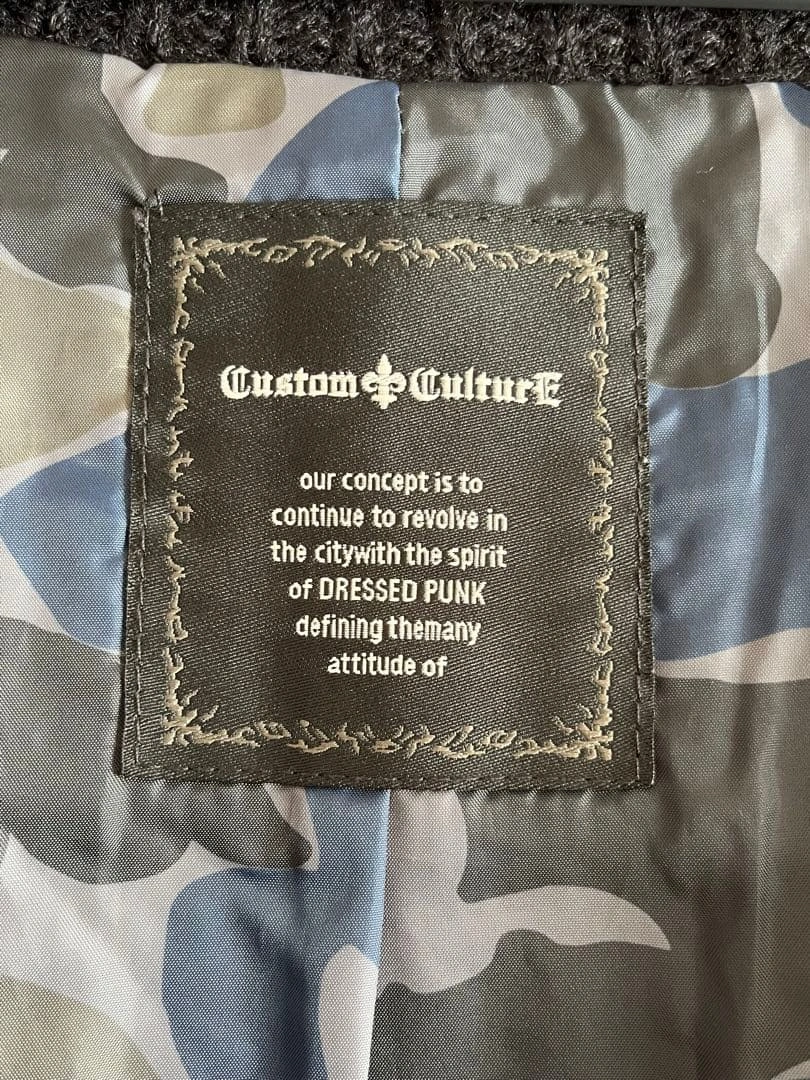 Custom CulturE
our concept is to
continue to revolve in
the citywith the spirit
of DRESSED PUNK
defining themany
attitude of